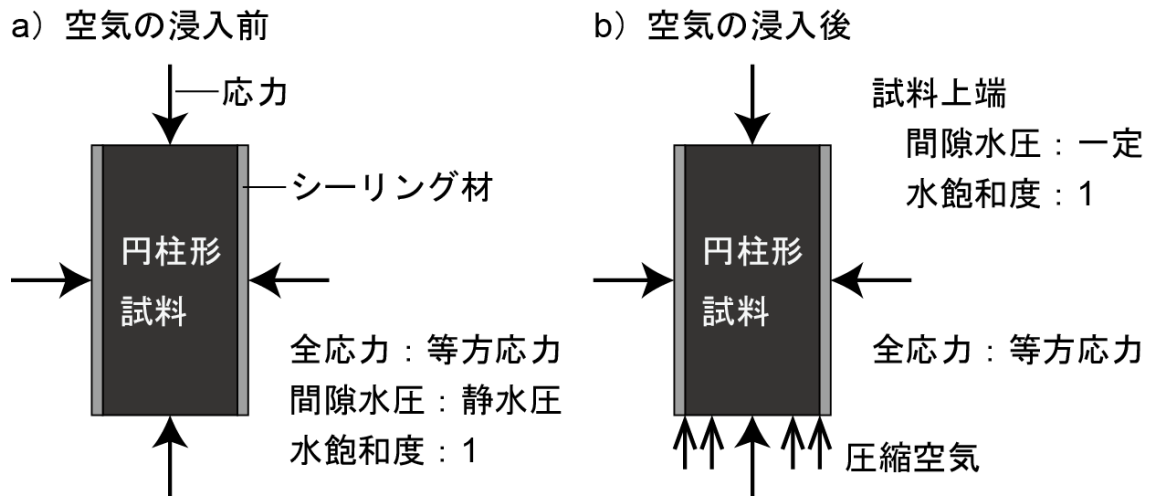 a）空気の浸入前
応力
シーリング材
円柱形
試料
全応力：等方応力
間隙水圧：静水圧
水飽和度：1
b）空気の浸入後
試料上端
間隙水圧：一定
水飽和度：1
円柱形
試料
全応力：等方応力
圧縮空気